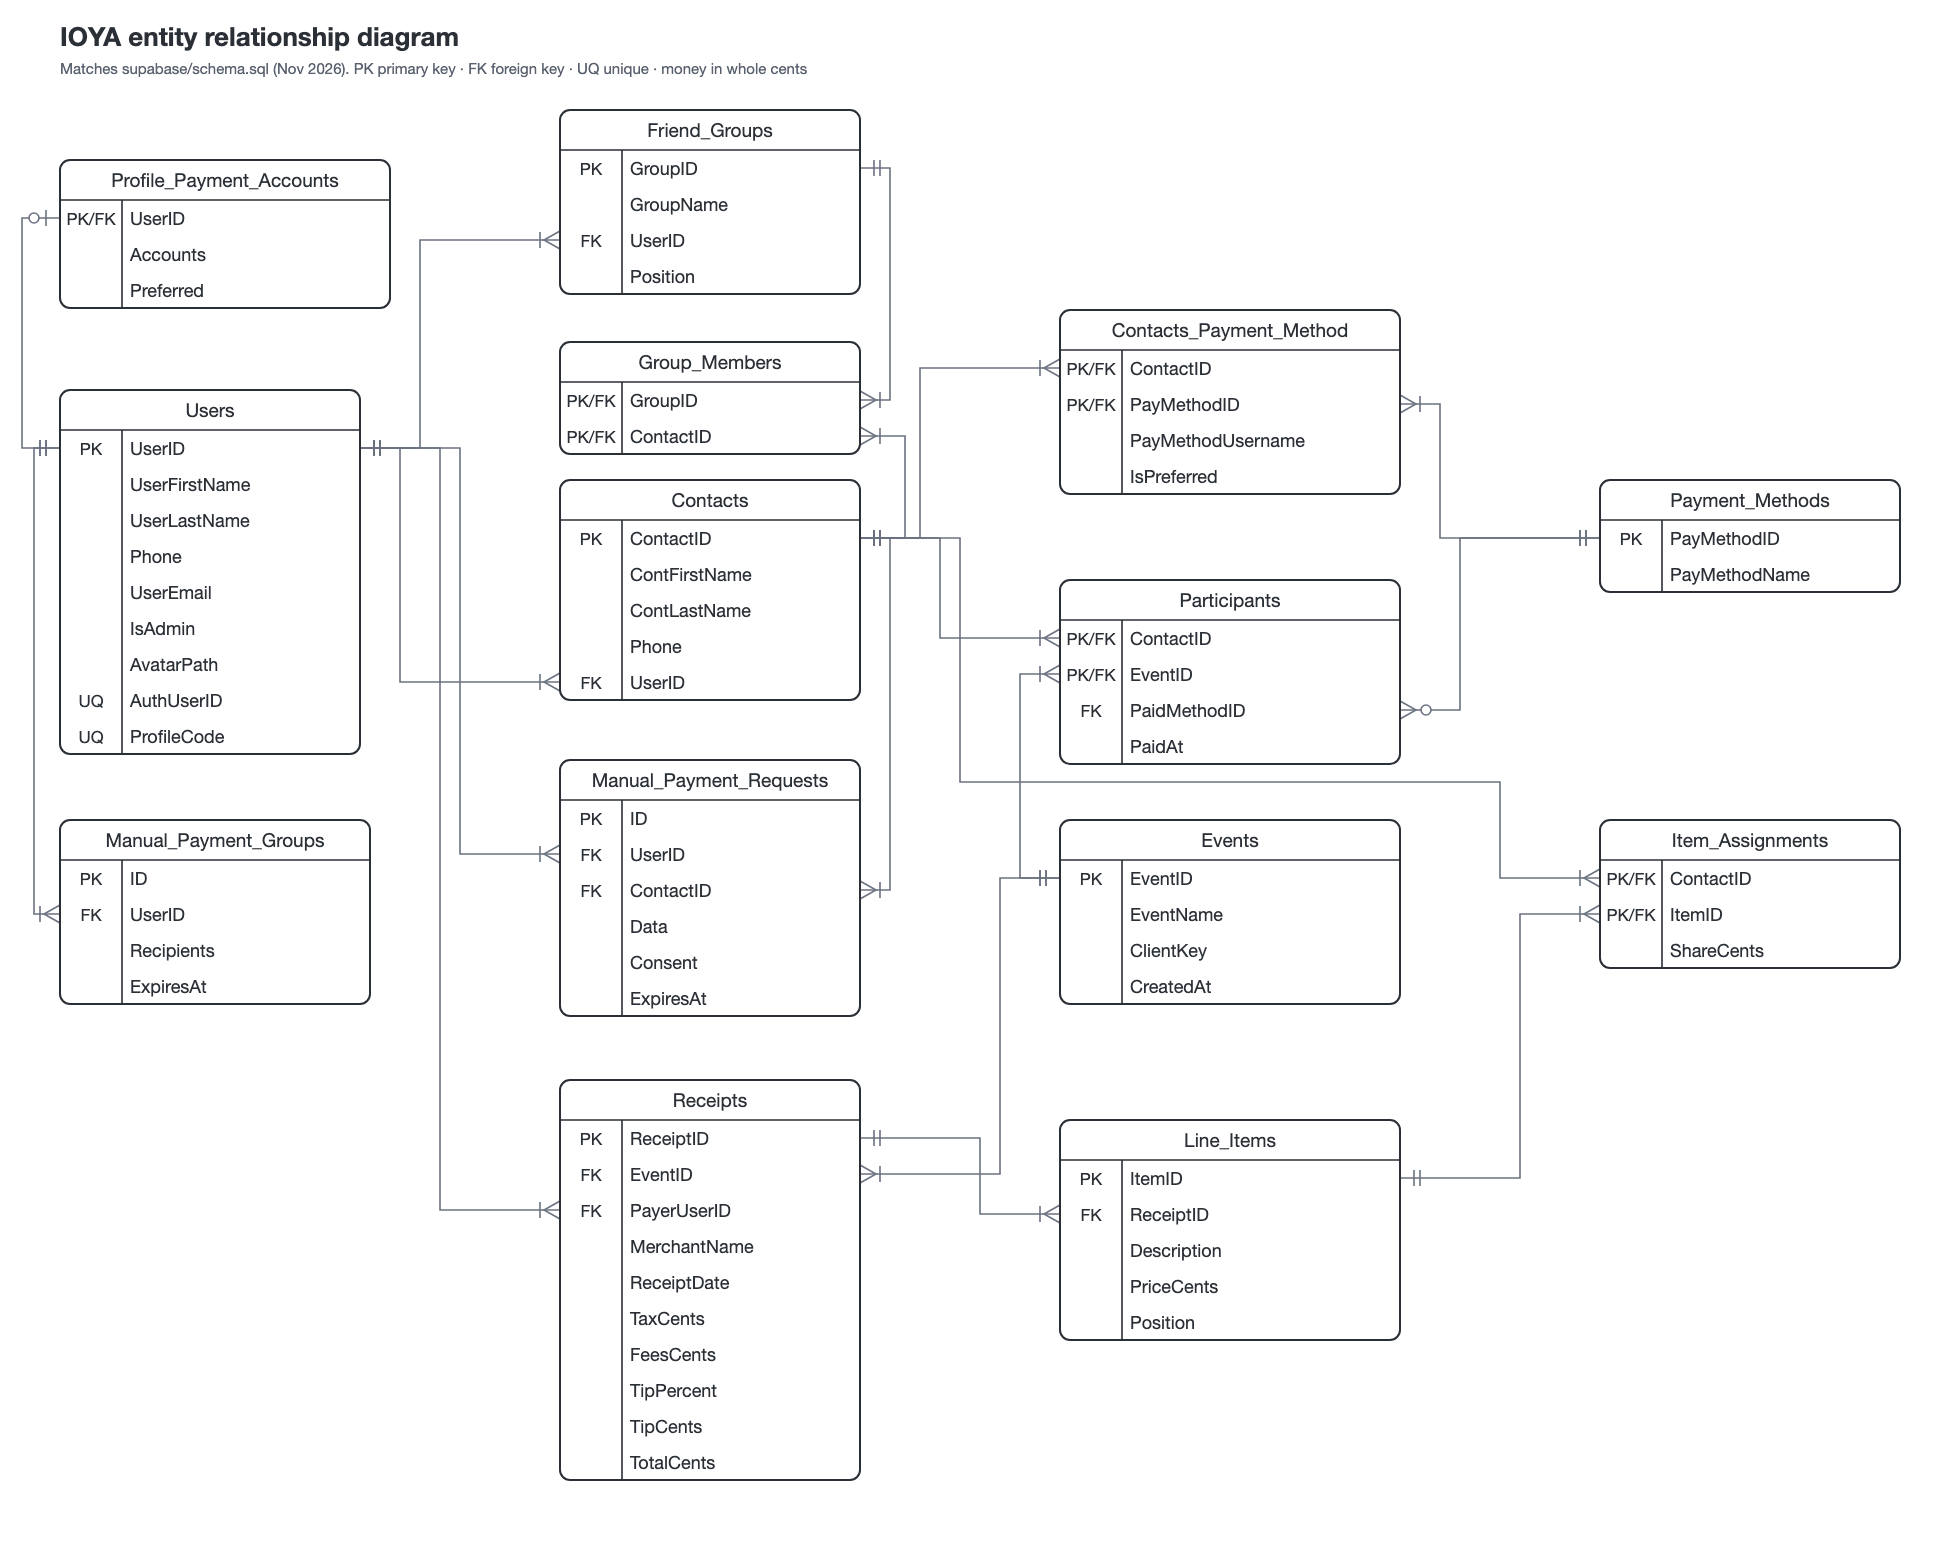 IOYA entity relationship diagram
Matches supabase/schema.sql (Nov 2026). PK primary key · FK foreign key · UQ unique · money in whole cents
Profile_Payment_Accounts
PK/FK UserID
Accounts
Preferred
Users
PK UserID
UserFirstName
UserLastName
Phone
UserEmail
IsAdmin
AvatarPath
UQ AuthUserID
UQ ProfileCode
Manual_Payment_Groups
PK ID
FK UserID
Recipients
ExpiresAt
Friend_Groups
PK GroupID
GroupName
FK UserID
Position
Group_Members
PK/FK GroupID
PK/FK ContactID
Contacts
PK ContactID
ContFirstName
ContLastName
Phone
FK UserID
Manual_Payment_Requests
PK ID
FK UserID
FK ContactID
Data
Consent
ExpiresAt
Receipts
PK ReceiptID
FK EventID
FK PayerUserID
MerchantName
ReceiptDate
TaxCents
FeesCents
TipPercent
TipCents
TotalCents
Contacts_Payment_Method
PK/FK ContactID
PK/FK PayMethodID
PayMethodUsername
IsPreferred
Participants
PK/FK ContactID
PK/FK EventID
FK PaidMethodID
PaidAt
Events
PK EventID
EventName
ClientKey
CreatedAt
Line_Items
PK ItemID
FK ReceiptID
Description
PriceCents
Position
Payment_Methods
PK PayMethodID
PayMethodName
Item_Assignments
PK/FK ContactID
PK/FK ItemID
ShareCents